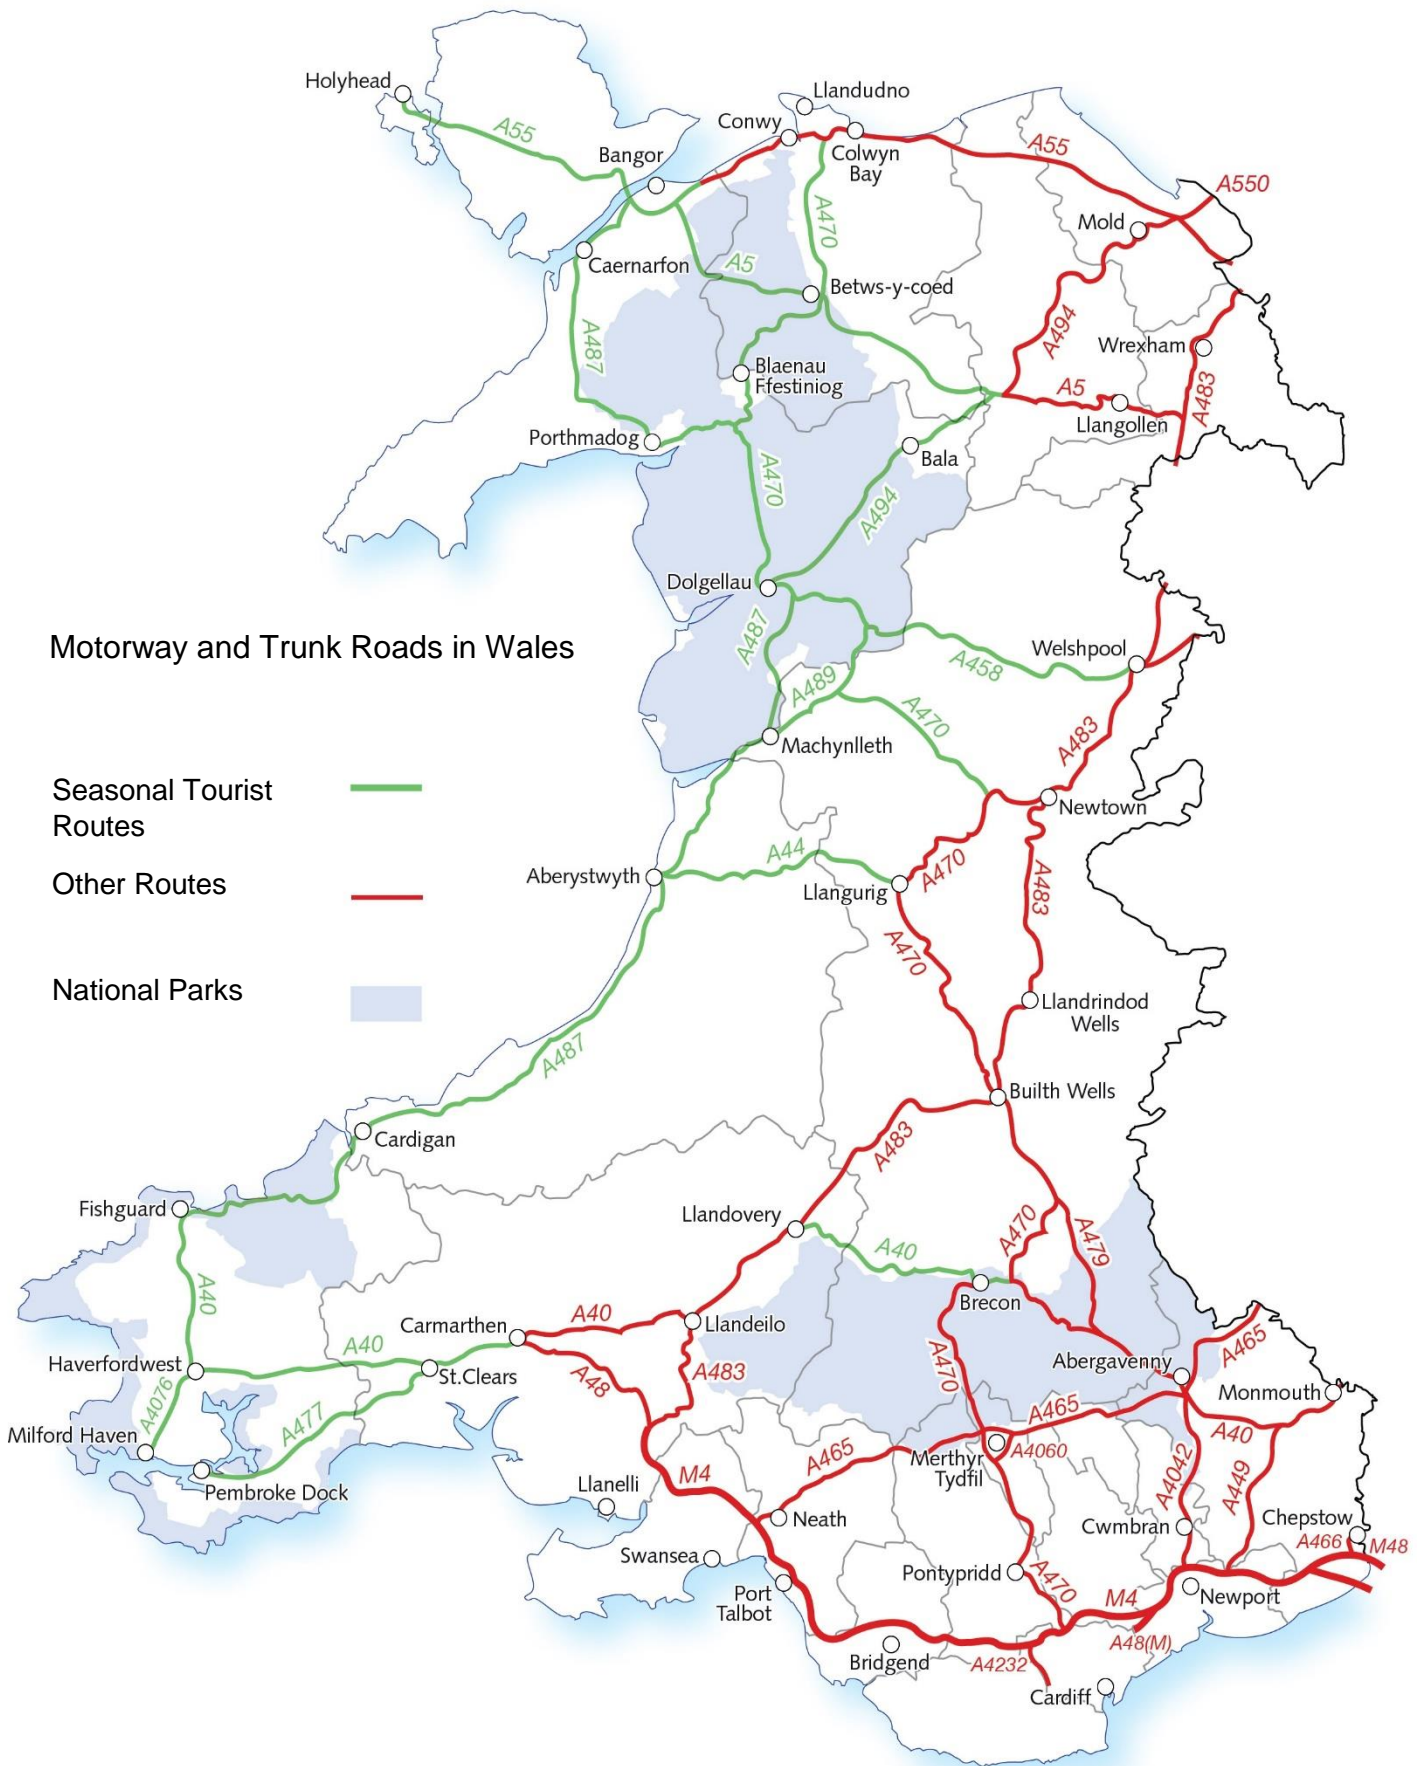 Holyhead
A55
Bangor
Llandudno
Conwy
Colwyn
Bay
A55
A550
Mold
Caernarfon
A5
A470
Betws-y-coed
A494
A487
Wrexham
Blaenau
Ffestiniog
A5
A483
Llangollen
Porthmadog
Bala
A470
A494
Dolgellau
Motorway and Trunk Roads in Wales
A487
Welshpool
A458
A489
A470
A483
Machynlleth
Seasonal Tourist
Routes
Newtown
Other Routes
Aberystwyth
A44
Llangurig
A470
A483
A470
National Parks
Llandrindod
Wells
A487
Builth Wells
Cardigan
A483
Fishguard
Llandovery
A40
A470
A479
A40
Brecon
Carmarthen
A40
Llandeilo
Haverfordwest
A40
St.Clears
A48
A483
A470
Abergavenny
A465
Monmouth
A4076
A477
Milford Haven
Pembroke Dock
A465
A40
A465
Merthyr
Tydfil
A4060
A4042
A449
M4
Llanelli
Neath
Cwmbran
Chepstow
A466
M48
Swansea
Pontypridd
A470
Port
Talbot
M4
Newport
A48(M)
Bridgend
A4232
Cardiff